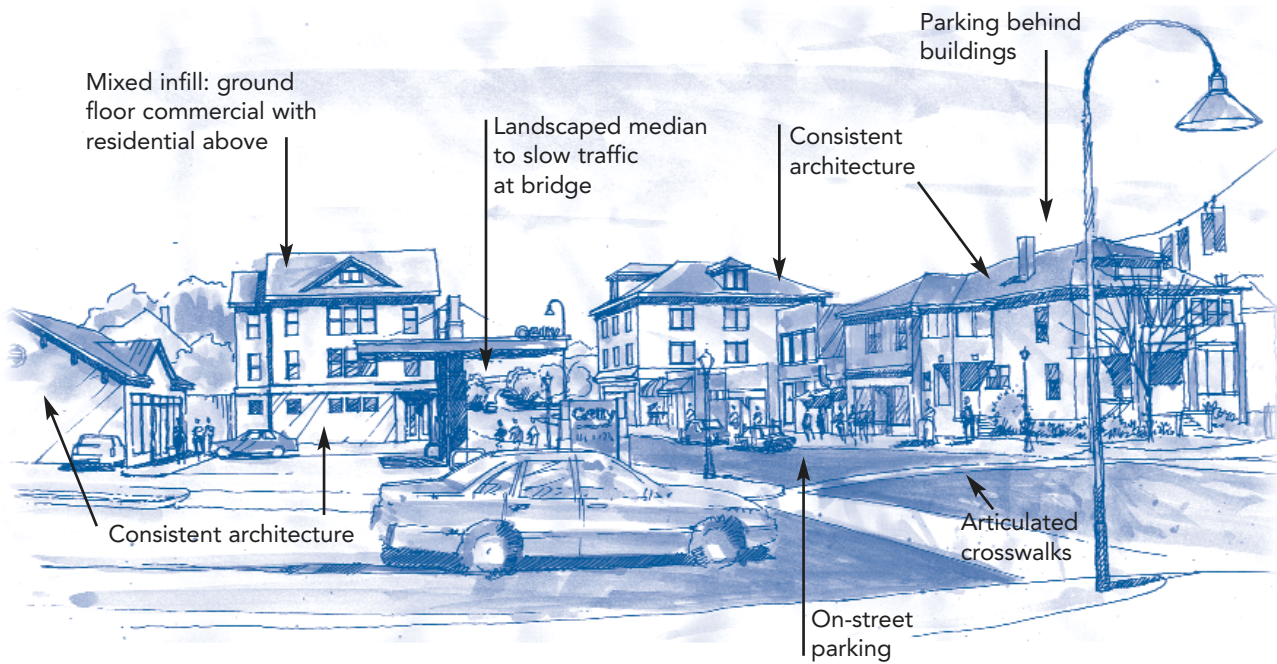 Parking behind
buildings
Mixed infill: ground
floor commercial with
residential above
Landscaped median
to slow traffic
at bridge
Consistent
architecture
Getty
Getty
Consistent architecture
Articulated
crosswalks
On-street
parking